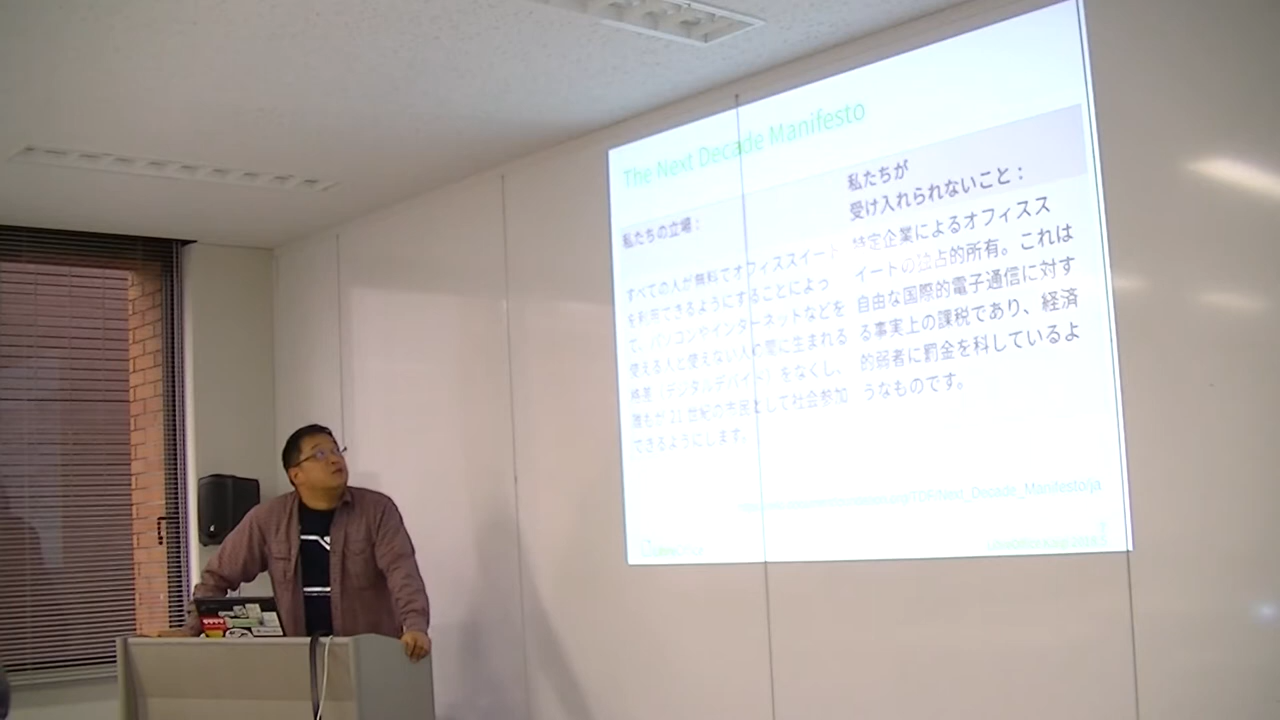 The Next Decade Manifesto
私たちの立場：
すべての人が無料でオフィススイート
を利用できるようにすることによっ
て、パソコンやインターネットなどを
使える人と使えない人の間に生まれる
格差（デジタルデバイド）をなくし、
誰もが 21 世紀の市民として社会参加
できるようにします。
私たちが
受け入れられないこと：
特定企業によるオフィスス
イートの独占的所有。これは
自由な国際的電子通信に対す
る事実上の課税であり、経済
的弱者に罰金を科しているよ
うなものです。
/TDF/Next_Decade_Manifesto/ja
LibreOffice